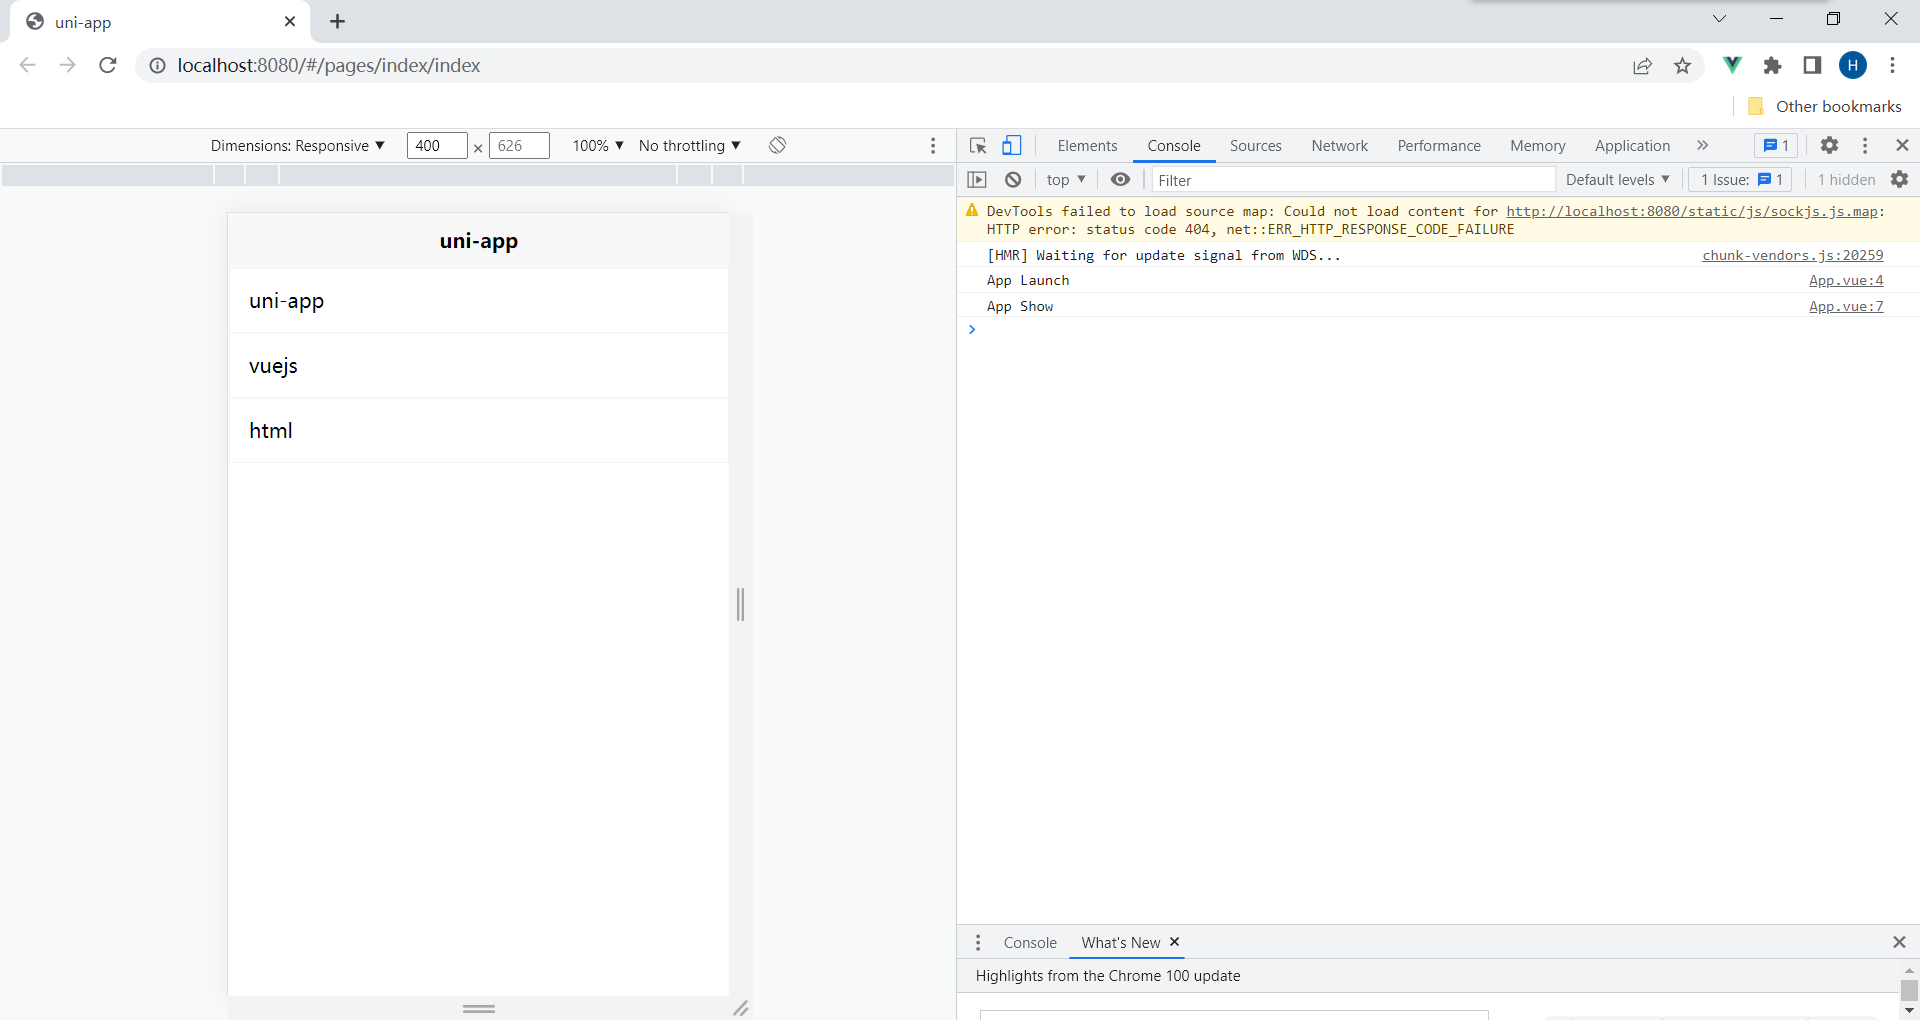 uni-app
localhost:8080/#/pages/index/index
H
Other bookmarks
Dimensions: Responsive ▼ 400 × 626 100% ▼ No throttling ▼
Elements Console Sources Network Performance Memory Application » 1
top ▼ Filter Default levels ▼ 1 Issue: 1 1 hidden
uni-app
uni-app
vuejs
html
DevTools failed to load source map: Could not load content for http://localhost:8080/static/js/sockjs.js.map:
HTTP error: status code 404, net::ERR_HTTP_RESPONSE_CODE_FAILURE
[HMR] Waiting for update signal from WDS... chunk-vendors.js:20259
App Launch App.vue:4
App Show App.vue:7
Console What's New
Highlights from the Chrome 100 update